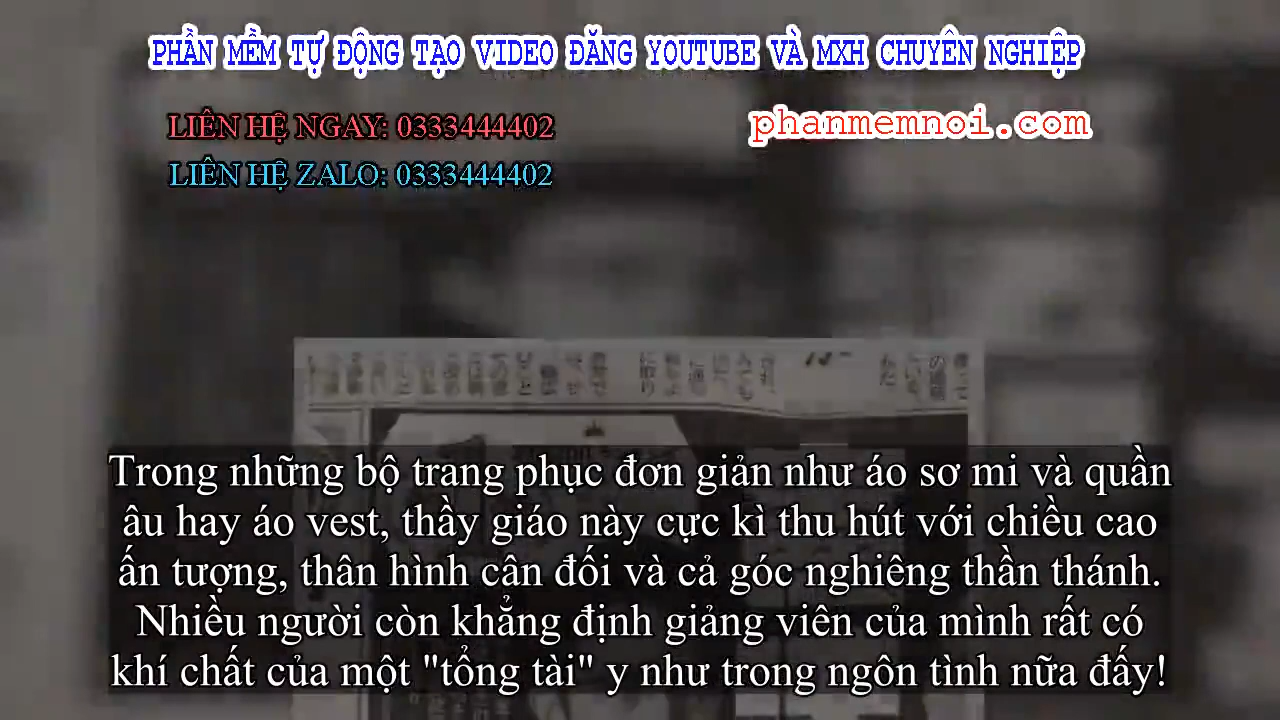 PHẦN MỀM TỰ ĐỘNG TẠO VIDEO ĐĂNG YOUTUBE VÀ MXH CHUYÊN NGHIỆP
LIÊN HỆ NGAY: 0333444402
phanmemnoi.com
LIÊN HỆ ZALO: 0333444402
Trong những bộ trang phục đơn giản như áo sơ mi và quần
âu hay áo vest, thầy giáo này cực kì thu hút với chiều cao
ấn tượng, thân hình cân đối và cả góc nghiêng thần thánh.
Nhiều người còn khẳng định giảng viên của mình rất có
khí chất của một "tổng tài" y như trong ngôn tình nữa đấy!